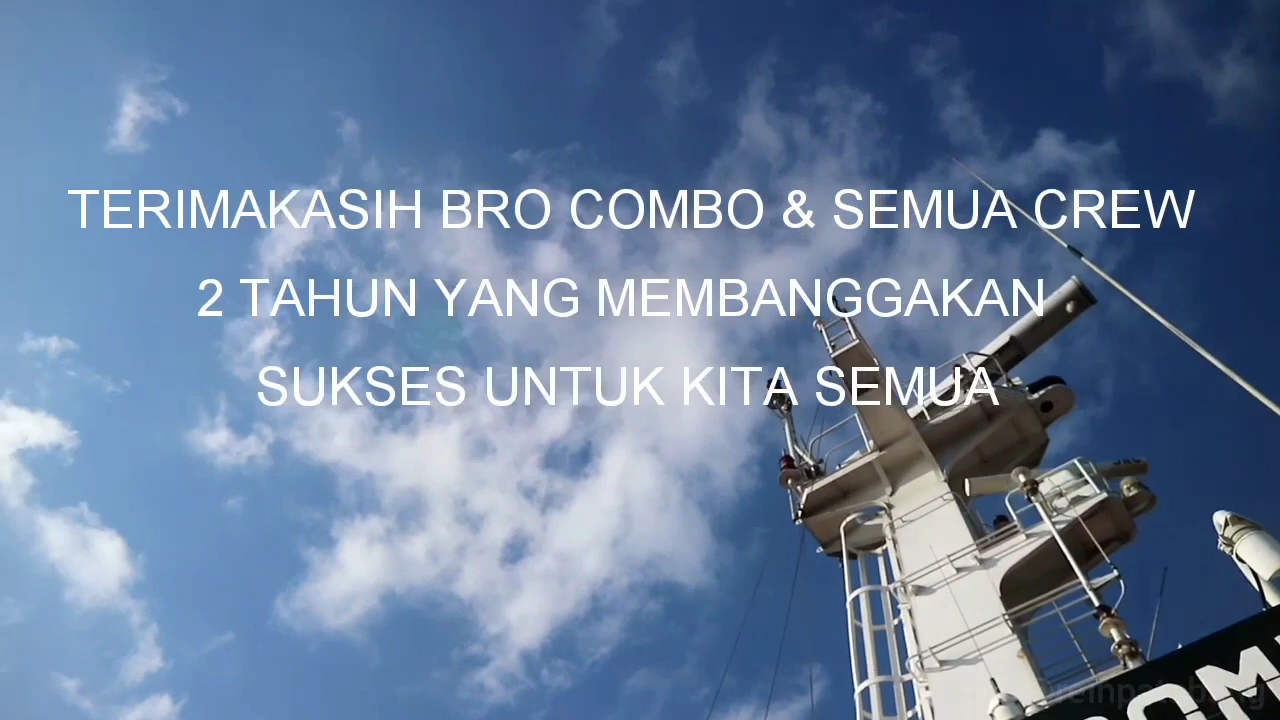 TERIMAKASIH BRO COMBO & SEMUA CREW
2 TAHUN YANG MEMBANGGAKAN
SUKSES UNTUK KITA SEMUA